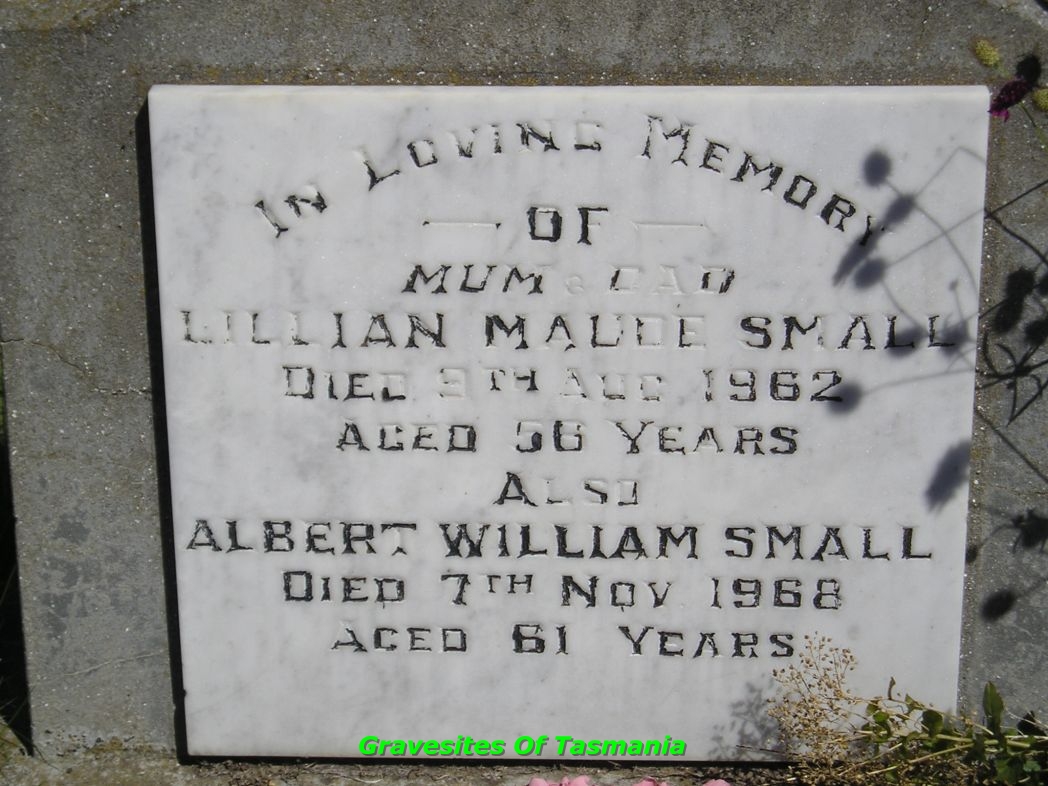 IN LOVING MEMORY
— OF —
MUM & DAD
LILLIAN MAUDE SMALL
DIED 9TH AUG 1962
AGED 56 YEARS
ALSO
ALBERT WILLIAM SMALL
DIED 7TH NOV 1968
AGED 61 YEARS
Gravesites Of Tasmania